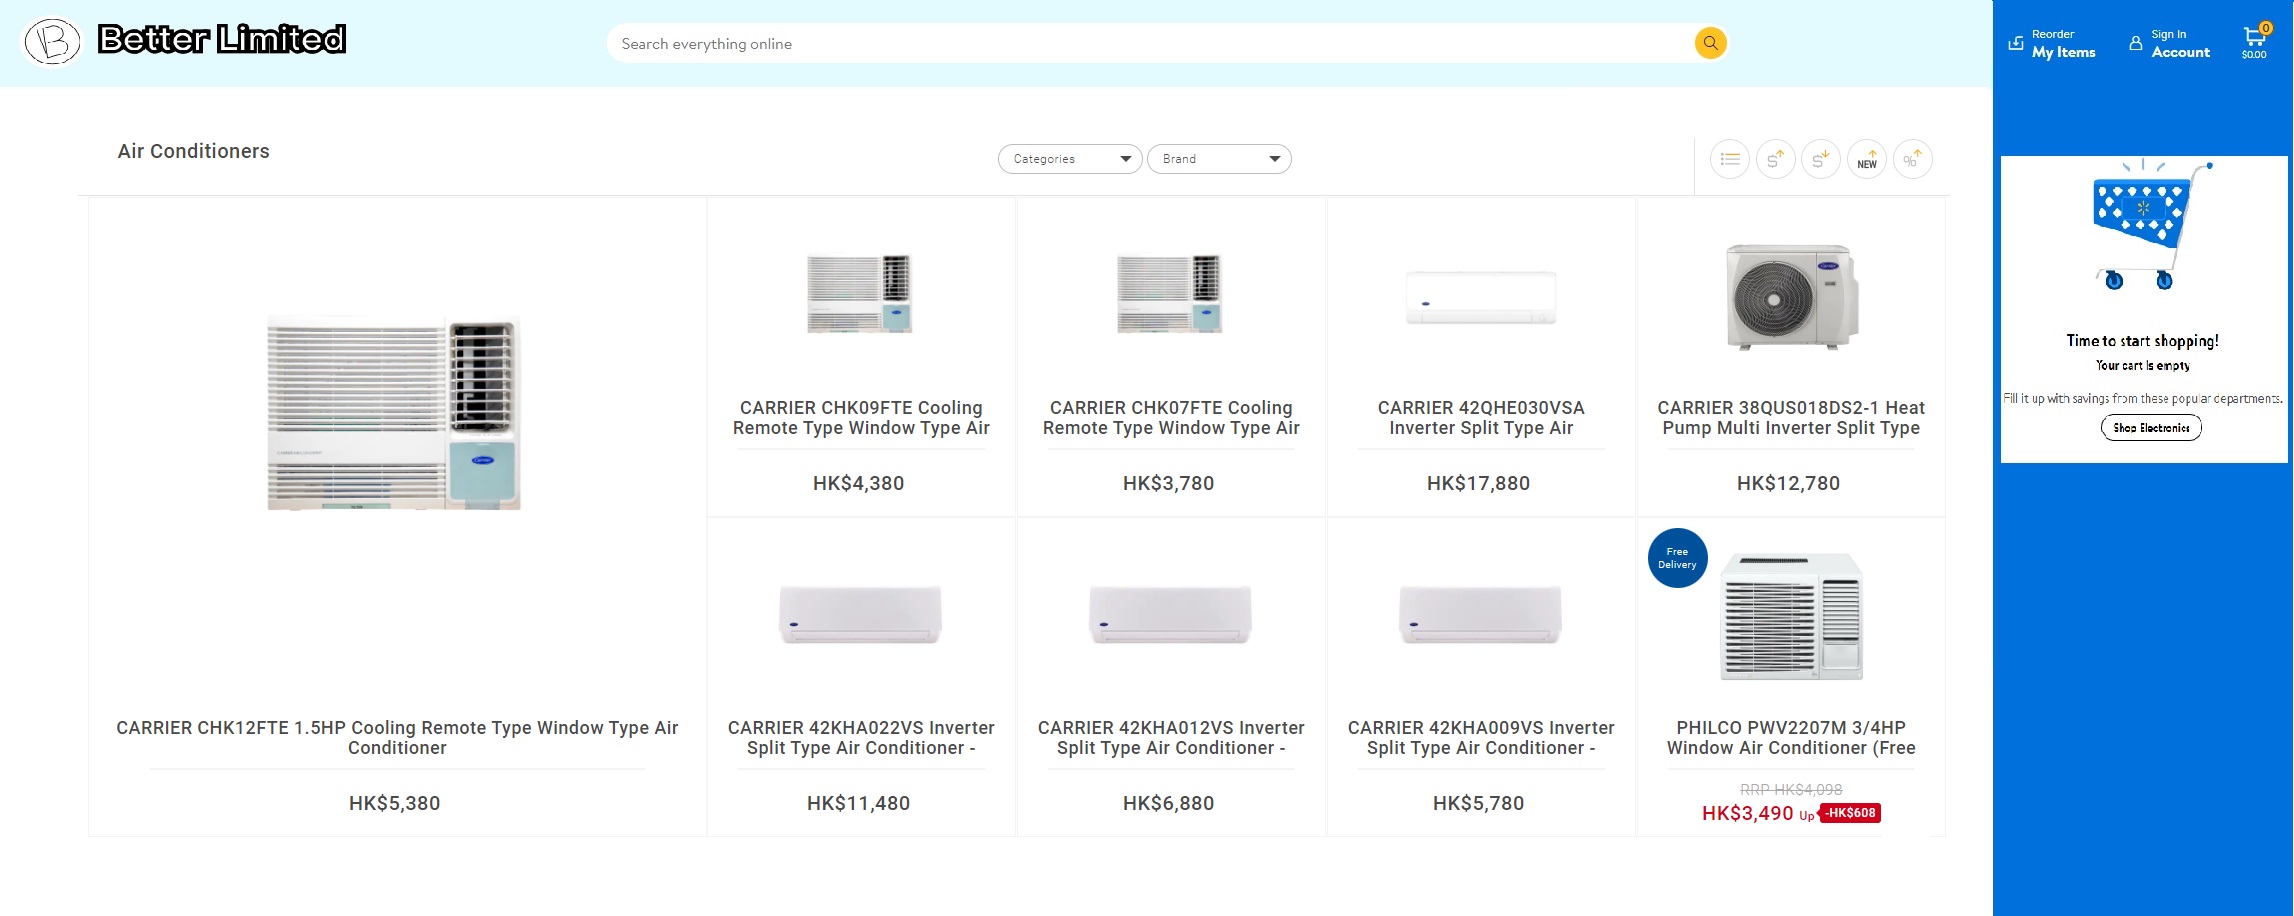 Better Limited
Search everything online
Reorder
My Items
Sign In
Account
0
$0.00
Air Conditioners
Categories
Brand
NEW
CARRIER CHK12FTE 1.5HP Cooling Remote Type Window Type Air
Conditioner
HK$5,380
CARRIER CHK09FTE Cooling
Remote Type Window Type Air
HK$4,380
CARRIER CHK07FTE Cooling
Remote Type Window Type Air
HK$3,780
CARRIER 42QHE030VSA
Inverter Split Type Air
HK$17,880
CARRIER 38QUS018DS2-1 Heat
Pump Multi Inverter Split Type
HK$12,780
CARRIER 42KHA022VS Inverter
Split Type Air Conditioner -
HK$11,480
CARRIER 42KHA012VS Inverter
Split Type Air Conditioner -
HK$6,880
CARRIER 42KHA009VS Inverter
Split Type Air Conditioner -
HK$5,780
Free
Delivery
PHILCO PWV2207M 3/4HP
Window Air Conditioner (Free
RRP HK$4,098
HK$3,490 Up -HK$608
Time to start shopping!
Your cart is empty
Fill it up with savings from these popular departments.
Shop Electronics